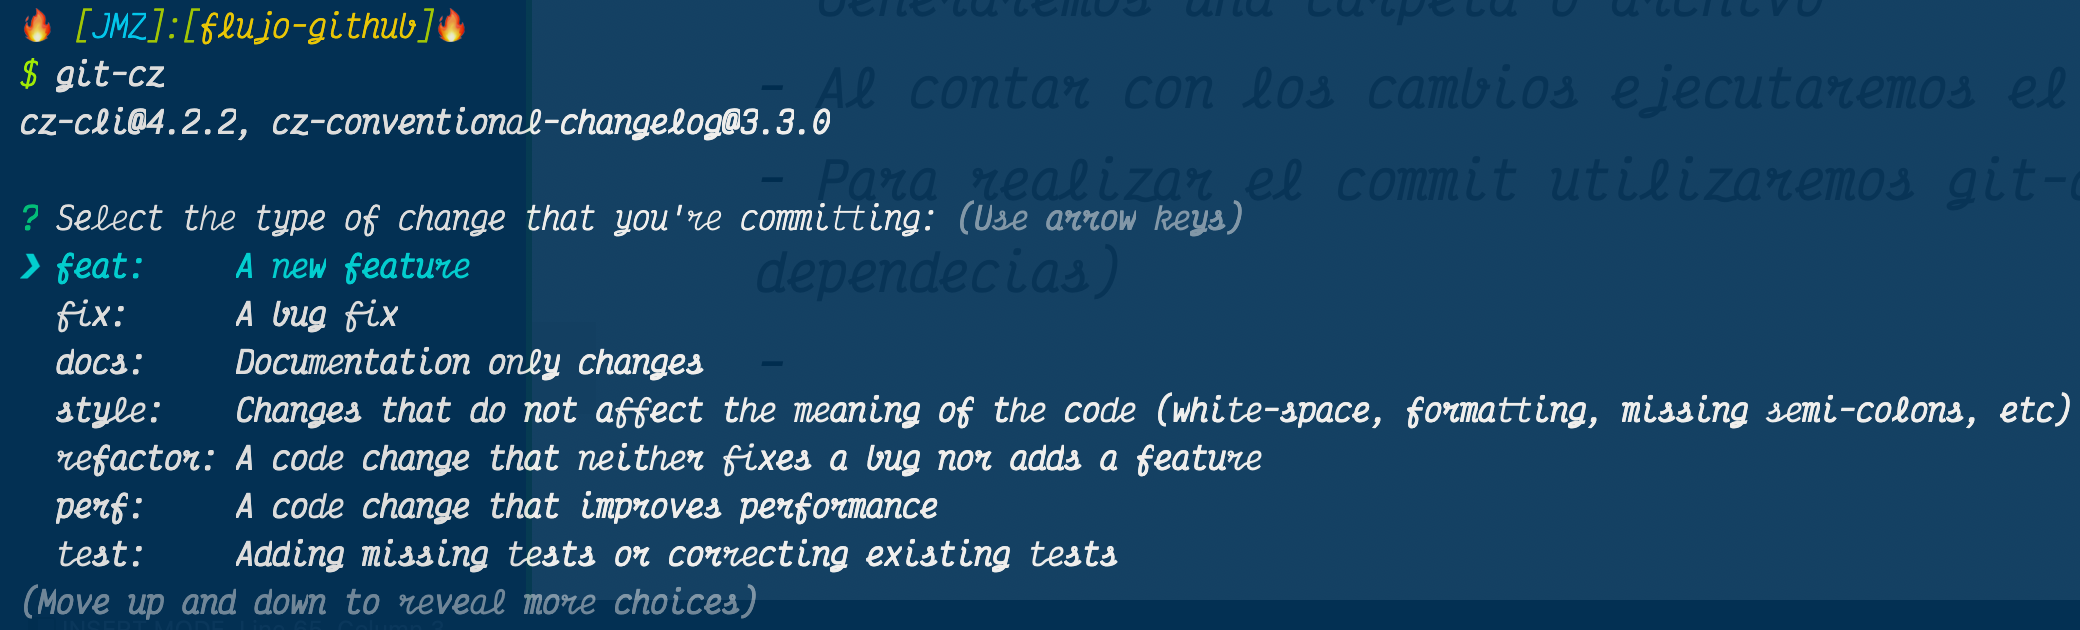 🔥 [JMZ]:[flujo-github]🔥
$ git-cz
cz-cli@4.2.2, cz-conventional-changelog@3.3.0
? Select the type of change that you're committing: (Use arrow keys)
❯ feat:     A new feature
fix:      A bug fix
docs:     Documentation only changes
style:    Changes that do not affect the meaning of the code (white-space, formatting, missing semi-colons, etc)
refactor: A code change that neither fixes a bug nor adds a feature
perf:     A code change that improves performance
test:     Adding missing tests or correcting existing tests
(Move up and down to reveal more choices)
Generaremos una carpeta o archivo
- Al contar con los cambios ejecutaremos el
- Para realizar el commit utilizaremos git-
dependecias)
-
INSERT MODE, Line 65, Column 3